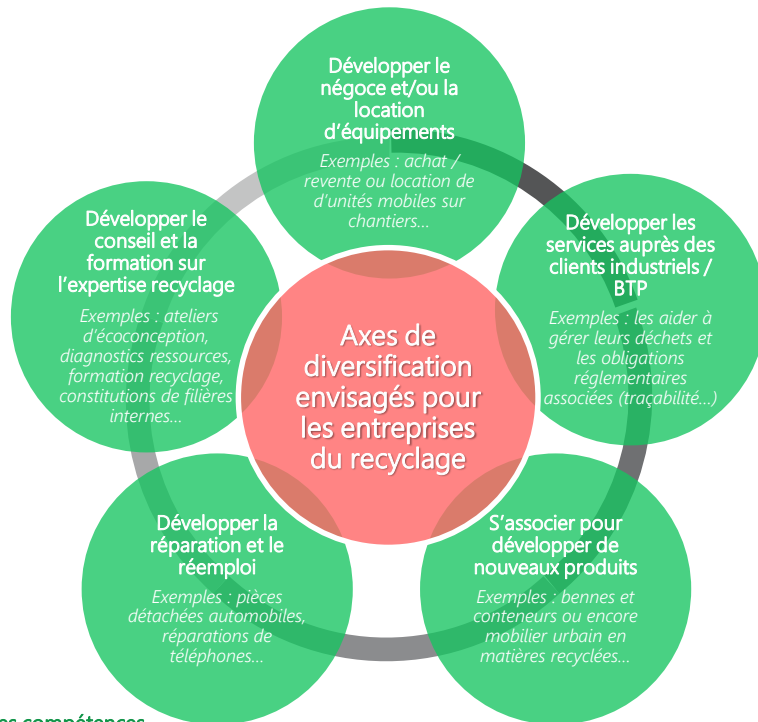 Développer le
négoce et/ou la
location
d'équipements
Exemples : achat /
revente ou location de
d'unités mobiles sur
chantiers...
Développer les
services auprès des
clients industriels /
BTP
Exemples : les aider à
gérer leurs déchets et
les obligations
réglementaires
associées (traçabilité...)
Développer le
conseil et la
formation sur
l'expertise recyclage
Exemples : ateliers
d'écoconception,
diagnostics ressources,
formation recyclage,
constitutions de filières
internes...
Axes de
diversification
envisagés pour
les entreprises
du recyclage
Développer la
réparation et le
réemploi
Exemples : pièces
détachées automobiles,
réparations de
téléphones...
S'associer pour
développer de
nouveaux produits
Exemples : bennes et
conteneurs ou encore
mobilier urbain en
matières recyclées...
es compétences